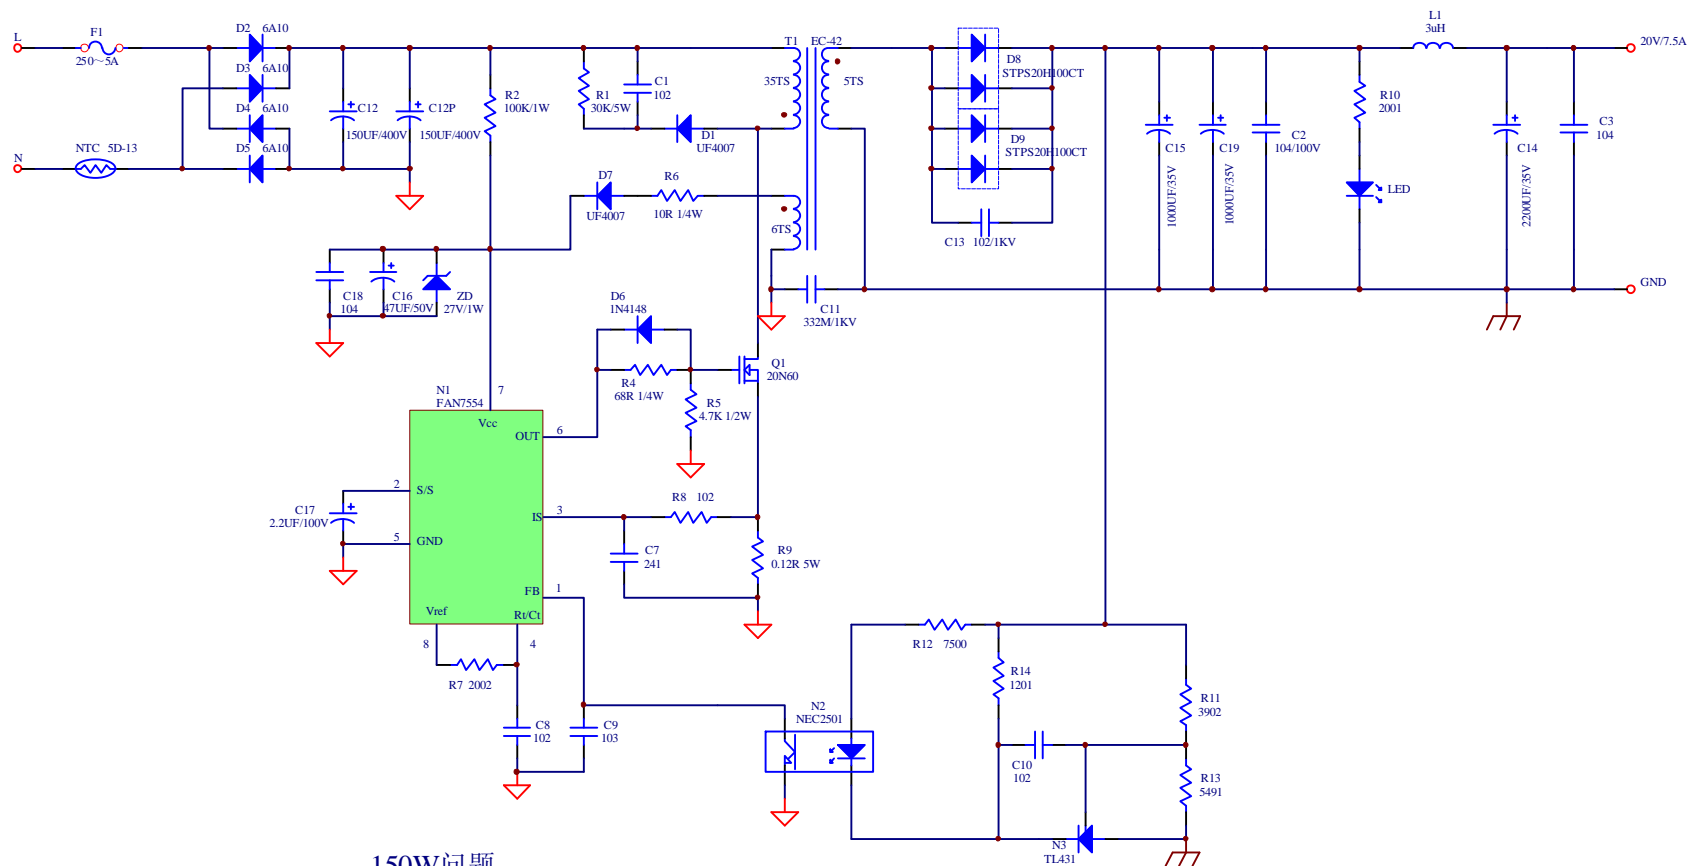 L
F1
250～5A
D2 6A10
D3 6A10
D4 6A10
D5 6A10
N
NTC 5D-13
C12
150UF/400V
C12P
150UF/400V
R2
100K/1W
R1
30K/5W
C1
102
D1
UF4007
T1 EC-42
35TS
5TS
6TS
D7
UF4007
R6
10R 1/4W
D8
STPS20H100CT
D9
STPS20H100CT
C13 102/1KV
C11
332M/1KV
L1
3uH
20V/7.5A
C15
1000UF/35V
C19
1000UF/35V
C2
104/100V
R10
2001
LED
C14
2200UF/35V
C3
104
GND
C18
104
C16
47UF/50V
ZD
27V/1W
D6
1N4148
R4
68R 1/4W
R5
4.7K 1/2W
Q1
20N60
N1
FAN7554
7
Vcc
OUT
6
2
S/S
C17
2.2UF/100V
5
GND
IS
3
R8 102
C7
241
R9
0.12R 5W
FB
1
Vref
Rt/Ct
8
4
R7 2002
C8
102
C9
103
N2
NEC2501
R12 7500
R14
1201
R11
3902
C10
102
R13
5491
N3
TL431
150W问题